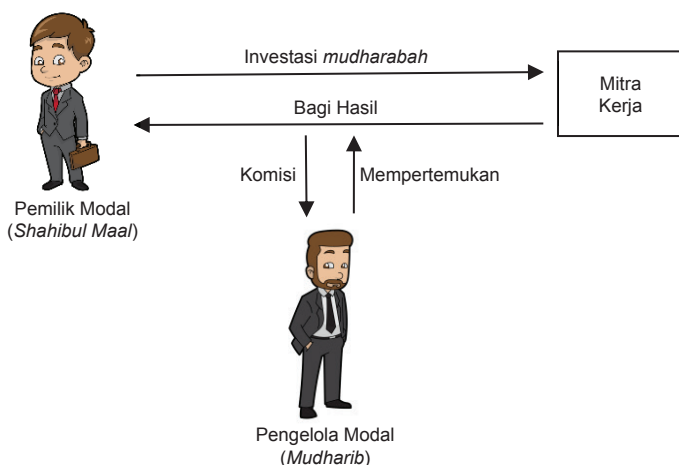 Investasi mudharabah
Mitra
Kerja
Bagi Hasil
Komisi
Mempertemukan
Pemilik Modal
(Shahibul Maal)
Pengelola Modal
(Mudharib)